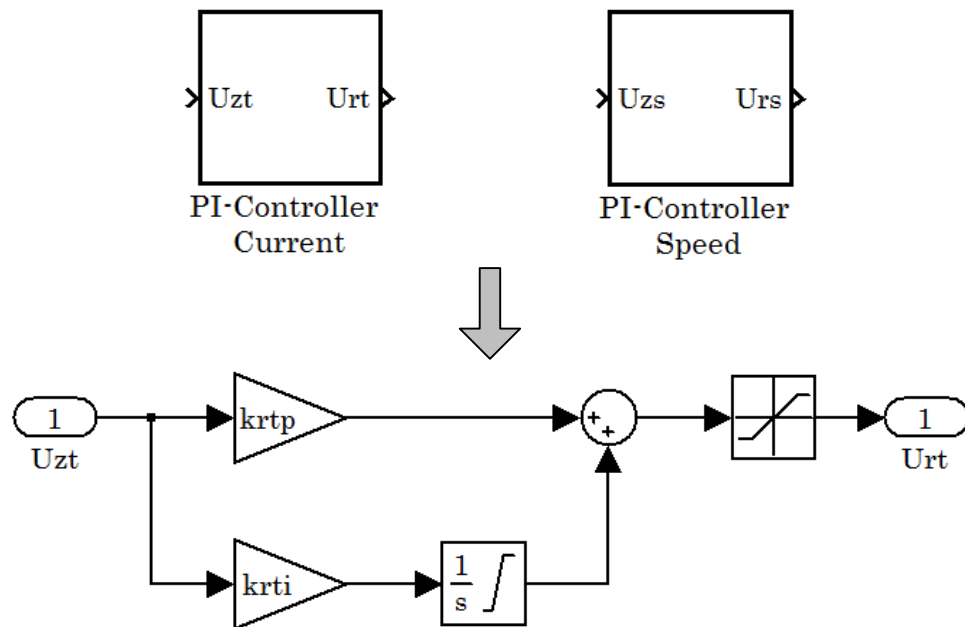 Uzt Urt
PI-Controller
Current
Uzs Urs
PI-Controller
Speed
1
Uzt
krtp
+
+
1
Urt
krti
1
s